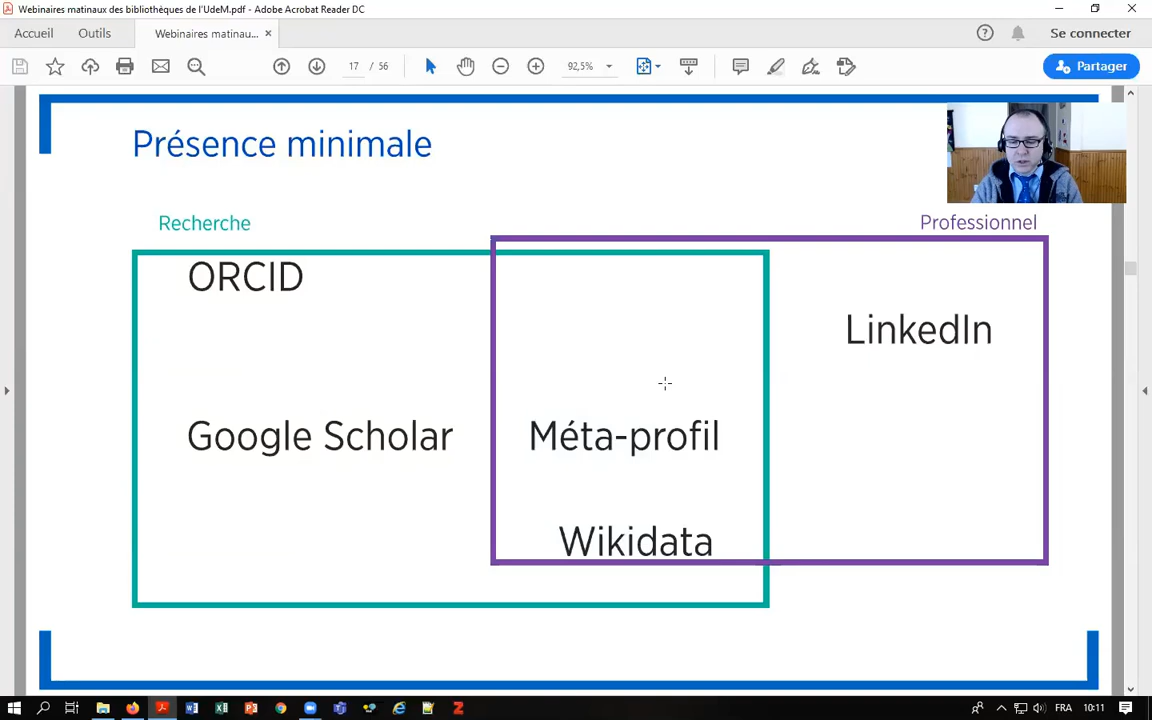 Webinaires matinaux des bibliothèques de l'UdeM.pdf - Adobe Acrobat Reader DC
Accueil Outils Webinaires matinau... ×
Se connecter
17 / 56 92,5% Partager
Présence minimale
Recherche Professionnel
ORCID
LinkedIn
Google Scholar Méta-profil
Wikidata
FRA 10:11